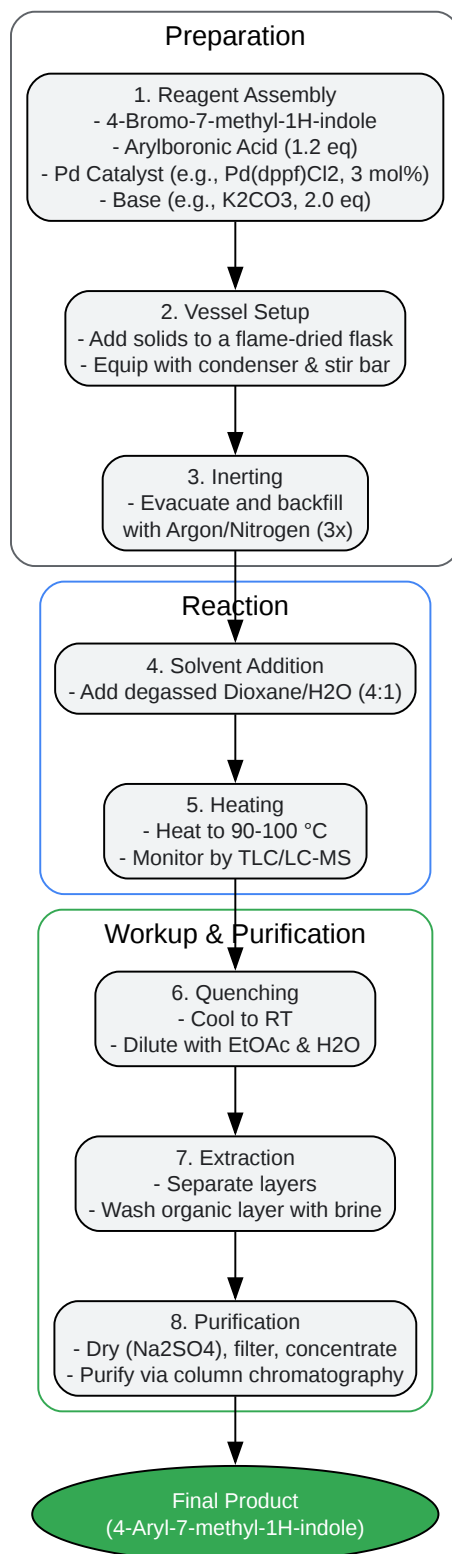 Preparation
1. Reagent Assembly
- 4-Bromo-7-methyl-1H-indole
- Arylboronic Acid (1.2 eq)
- Pd Catalyst (e.g., Pd(dppf)Cl2, 3 mol%)
- Base (e.g., K2CO3, 2.0 eq)
2. Vessel Setup
- Add solids to a flame-dried flask
- Equip with condenser & stir bar
3. Inerting
- Evacuate and backfill
with Argon/Nitrogen (3x)
Reaction
4. Solvent Addition
- Add degassed Dioxane/H2O (4:1)
5. Heating
- Heat to 90-100 °C
- Monitor by TLC/LC-MS
Workup & Purification
6. Quenching
- Cool to RT
- Dilute with EtOAc & H2O
7. Extraction
- Separate layers
- Wash organic layer with brine
8. Purification
- Dry (Na2SO4), filter, concentrate
- Purify via column chromatography
Final Product
(4-Aryl-7-methyl-1H-indole)